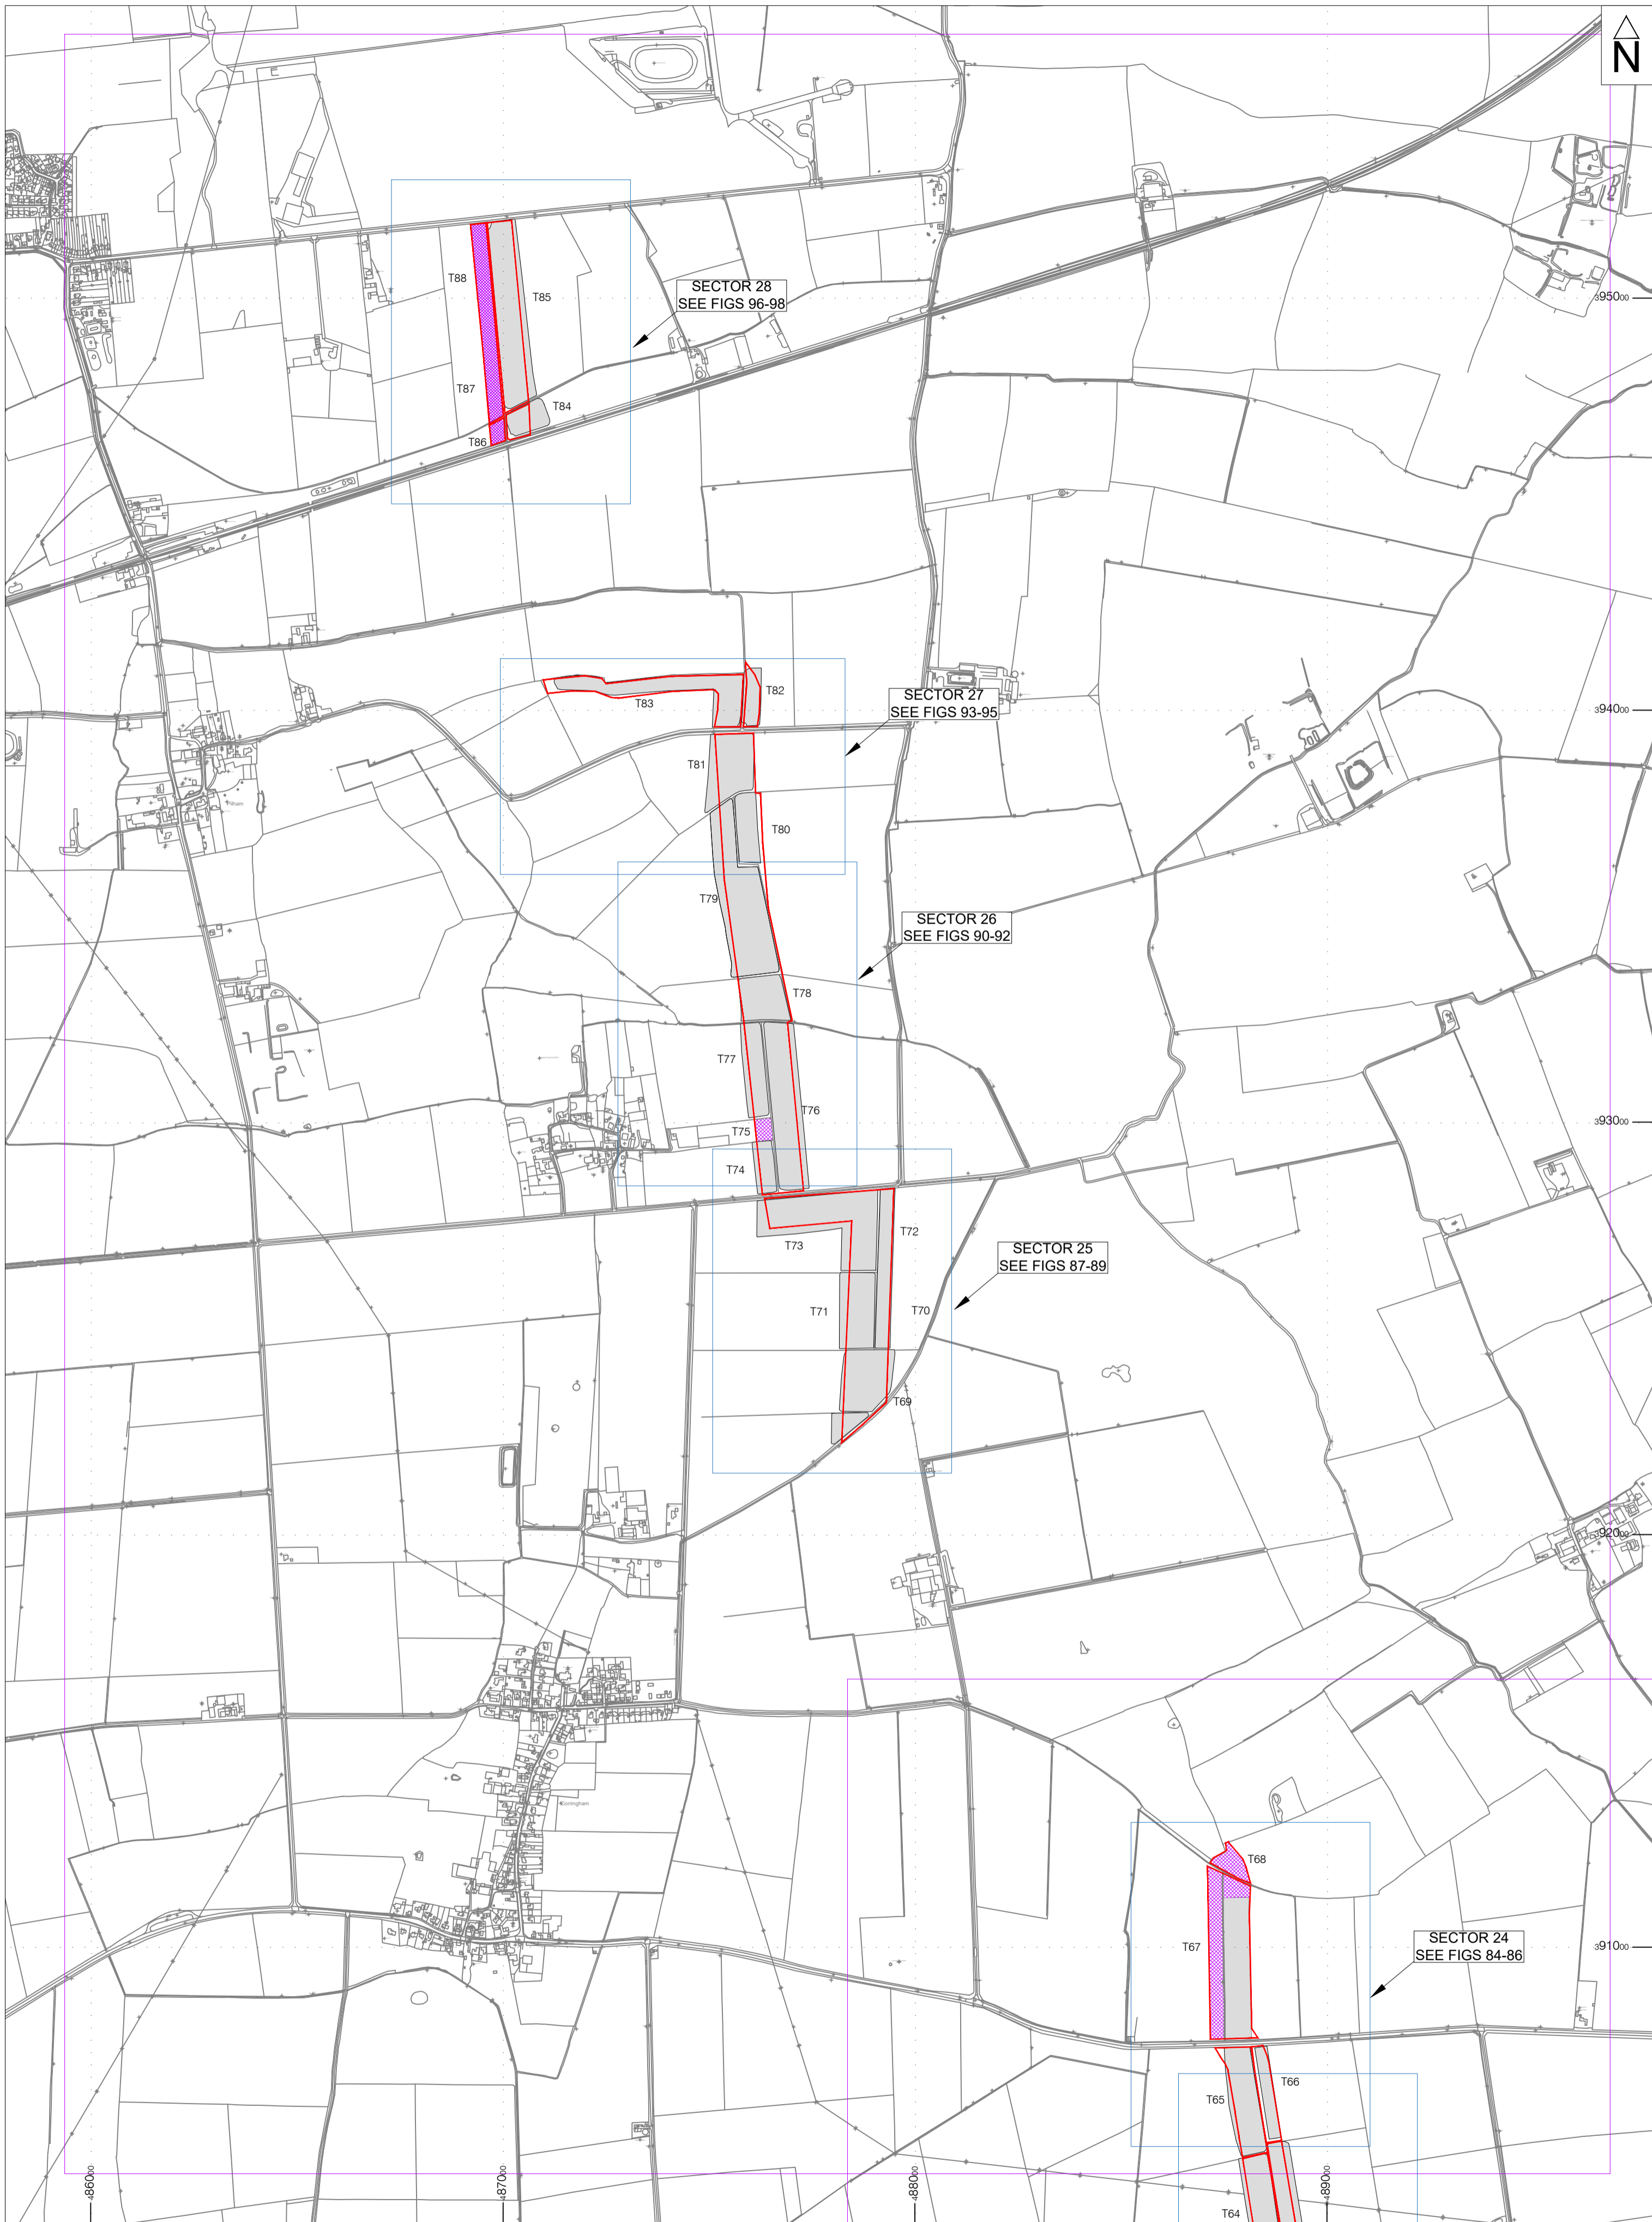 N
T88
T85
SECTOR 28
SEE FIGS 96-98
395000
T87
T84
T86
T82
T83
SECTOR 27
SEE FIGS 93-95
394000
T81
Pilham
T80
T79
SECTOR 26
SEE FIGS 90-92
T78
T77
T76
T75
393000
T74
T72
T73
SECTOR 25
SEE FIGS 87-89
T71
T70
T69
392000
Corringham
T68
T67
SECTOR 24
SEE FIGS 84-86
391000
T66
T65
T64
486000
487000
488000
489000